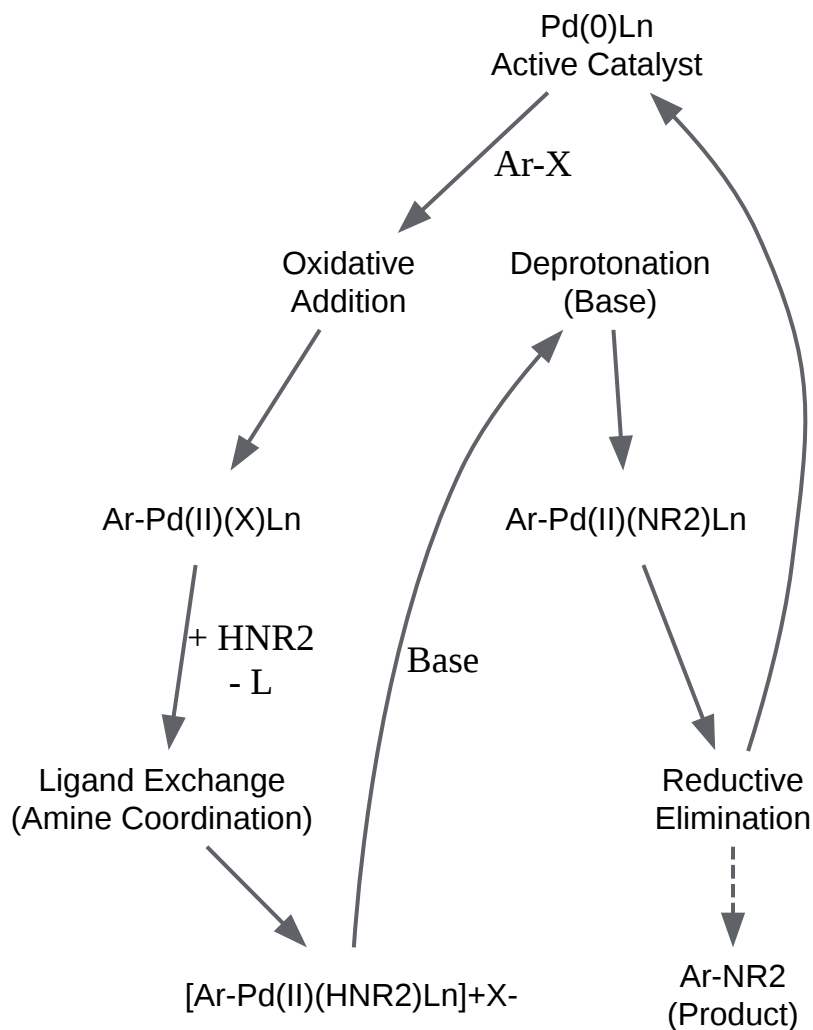 Pd(0)Ln
Active Catalyst
Ar-X
Oxidative
Addition
Deprotonation
(Base)
Ar-Pd(II)(X)Ln
Ar-Pd(II)(NR2)Ln
+ HNR2
- L
Base
Ligand Exchange
(Amine Coordination)
Reductive
Elimination
[Ar-Pd(II)(HNR2)Ln]+X-
Ar-NR2
(Product)